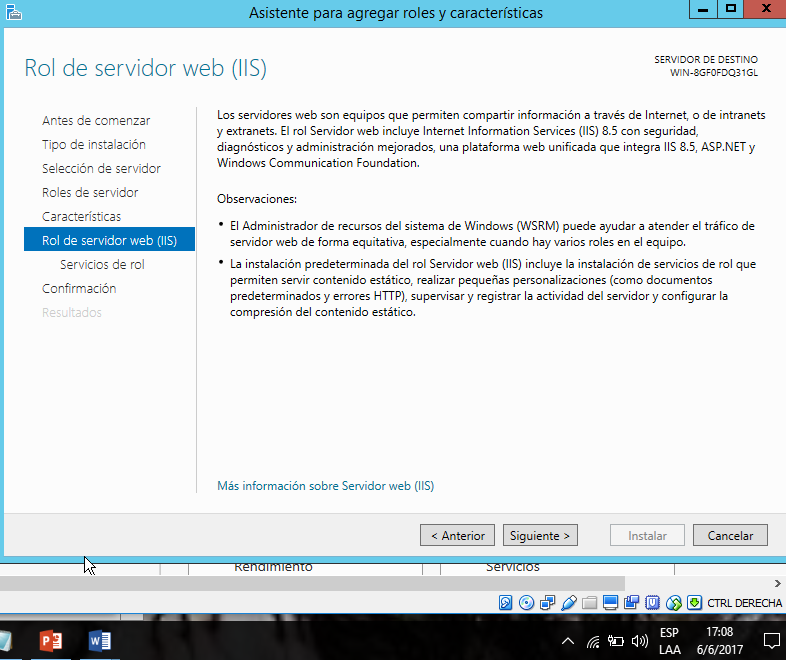 Asistente para agregar roles y características
Rol de servidor web (IIS)
SERVIDOR DE DESTINO
WIN-8GF0FDQ31GL
Antes de comenzar
Tipo de instalación
Selección de servidor
Roles de servidor
Características
Rol de servidor web (IIS)
Servicios de rol
Confirmación
Resultados
Los servidores web son equipos que permiten compartir información a través de Internet, o de intranets
y extranets. El rol Servidor web incluye Internet Information Services (IIS) 8.5 con seguridad,
diagnósticos y administración mejorados, una plataforma web unificada que integra IIS 8.5, ASP.NET y
Windows Communication Foundation.
Observaciones:
• El Administrador de recursos del sistema de Windows (WSRM) puede ayudar a atender el tráfico de
servidor web de forma equitativa, especialmente cuando hay varios roles en el equipo.
• La instalación predeterminada del rol Servidor web (IIS) incluye la instalación de servicios de rol que
permiten servir contenido estático, realizar pequeñas personalizaciones (como documentos
predeterminados y errores HTTP), supervisar y registrar la actividad del servidor y configurar la
compresión del contenido estático.
Más información sobre Servidor web (IIS)
< Anterior
Siguiente >
Instalar
Cancelar
Rendimiento
Servicios
CTRL DERECHA
ESP
LAA
17:08
6/6/2017